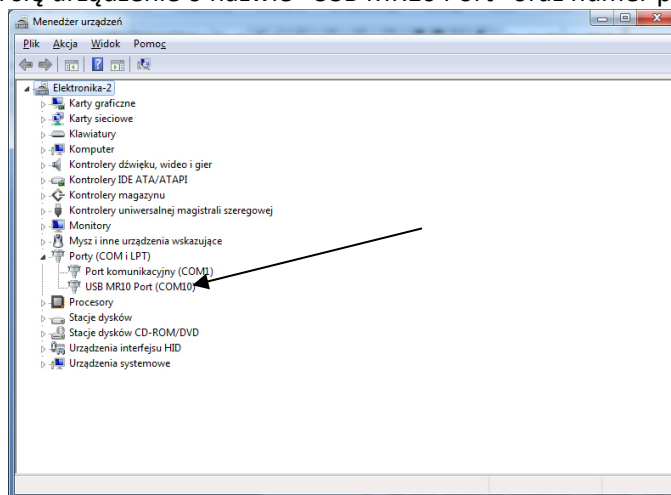 urządzenie o nazwie
Menedżer urządzeń
Plik Akcja Widok Pomoc
Elektronika-2
Karty graficzne
Karty sieciowe
Klawiatury
Komputer
Kontrolery dźwięku, wideo i gier
Kontrolery IDE ATA/ATAPI
Kontrolery magazynu
Kontrolery uniwersalnej magistrali szeregowej
Monitory
Mysz i inne urządzenia wskazujące
Porty (COM i LPT)
Port komunikacyjny (COM1)
USB MR10 Port (COM10)
Procesory
Stacje dysków
Stacje dysków CD-ROM/DVD
Urządzenia interfejsu HID
Urządzenia systemowe